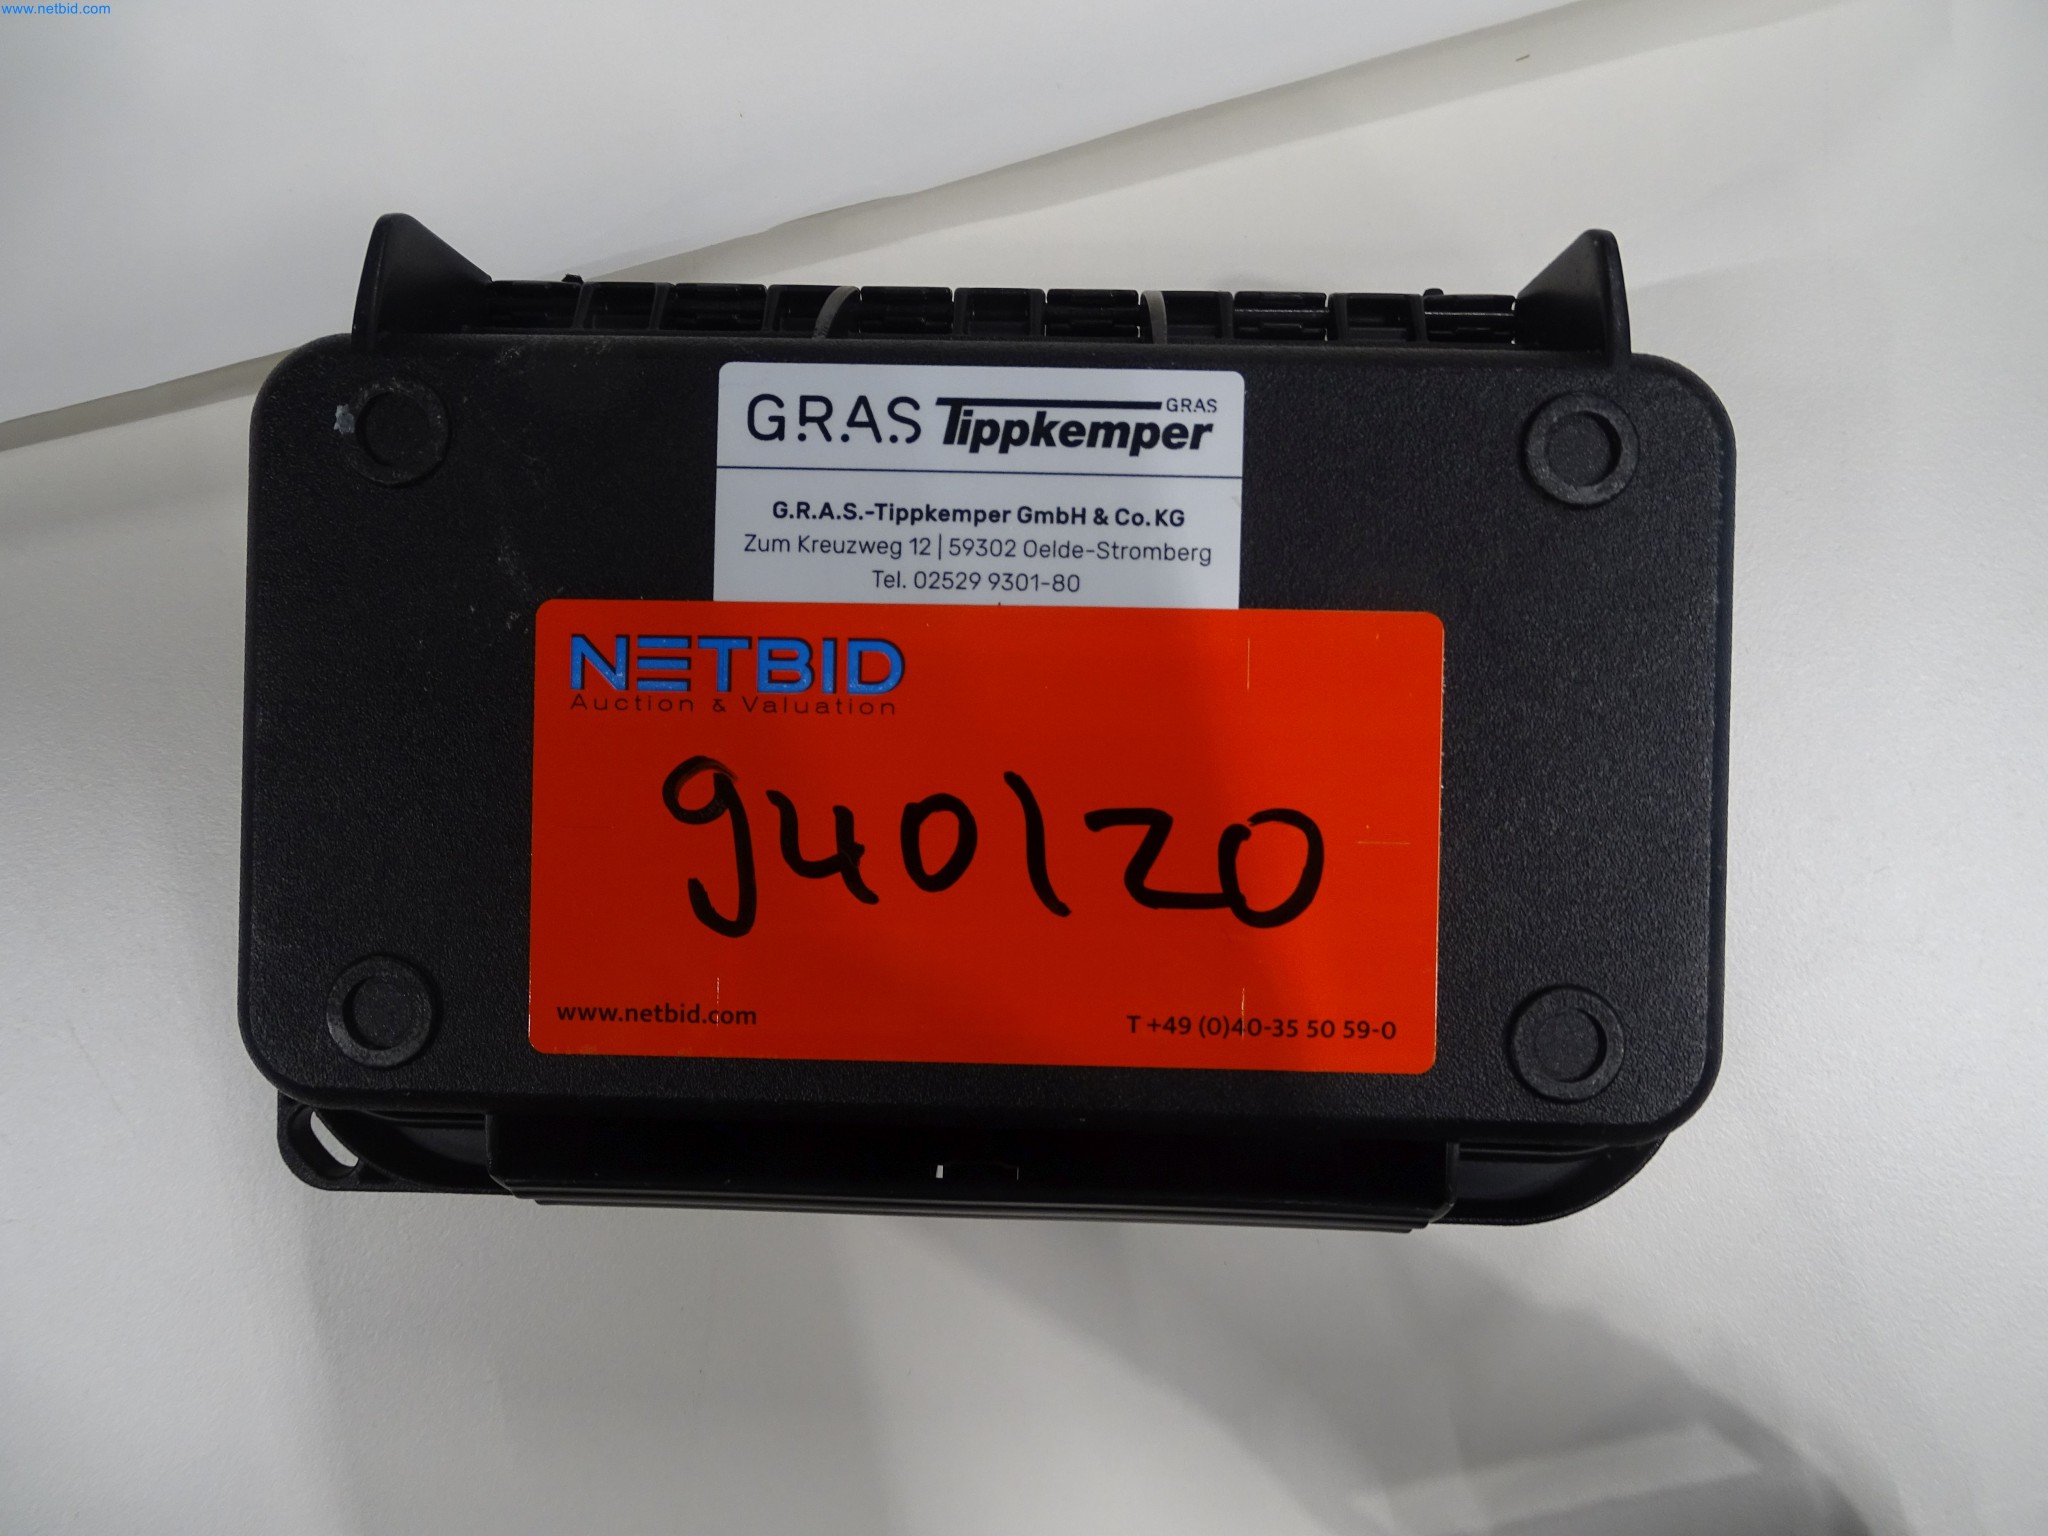 www.netbid.com
G.R.A.S Tippkemper GRAS
G.R.A.S.-Tippkemper GmbH & Co. KG
Zum Kreuzweg 12 | 59302 Oelde-Stromberg
Tel. 02529 9301-80
NETBID
Auction & Valuation
940120
www.netbid.com
T +49 (0)40-35 50 59-0